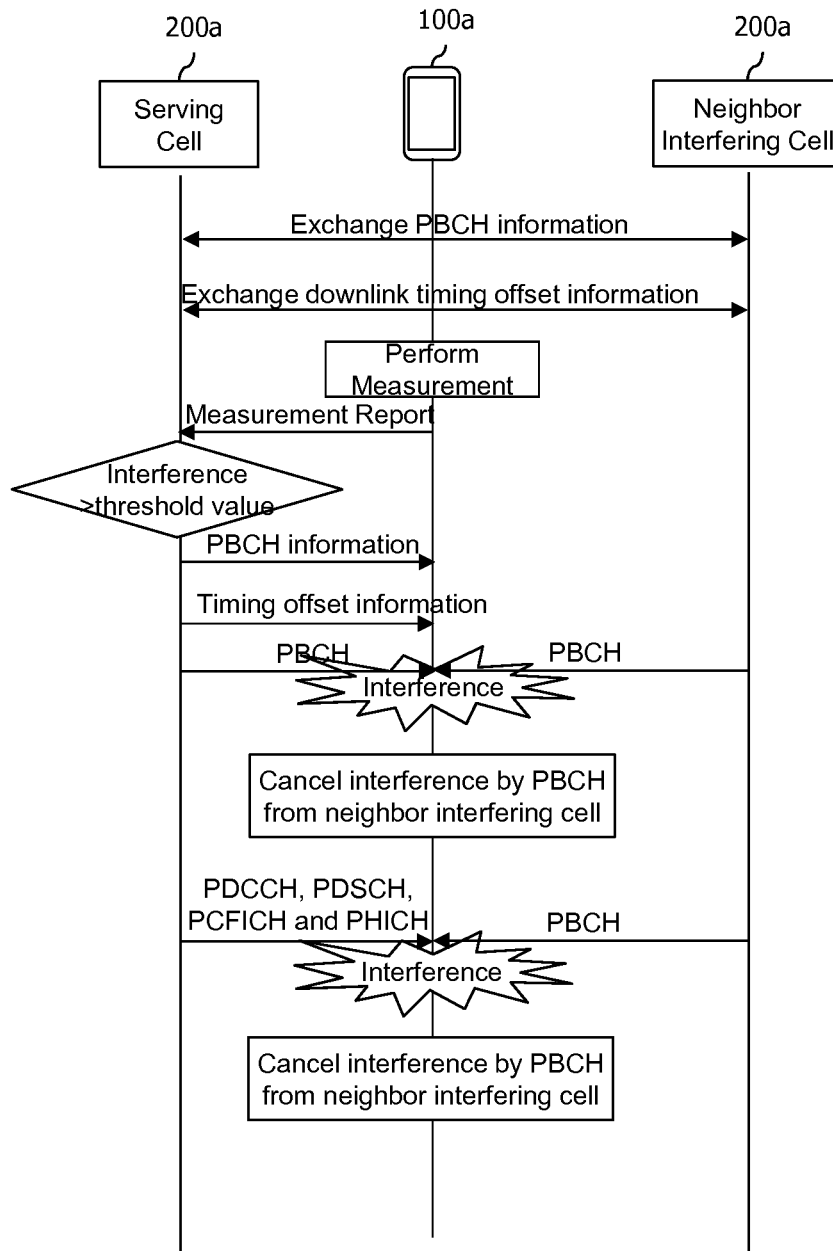 200a
100a
200a
Serving
Cell
Neighbor
Interfering Cell
Exchange PBCH information
Exchange downlink timing offset information
Perform
Measurement
Measurement Report
Interference
>threshold value
PBCH information
Timing offset information
PBCH
PBCH
Interference
Cancel interference by PBCH
from neighbor interfering cell
PDCCH, PDSCH,
PCFICH and PHICH
PBCH
Interference
Cancel interference by PBCH
from neighbor interfering cell